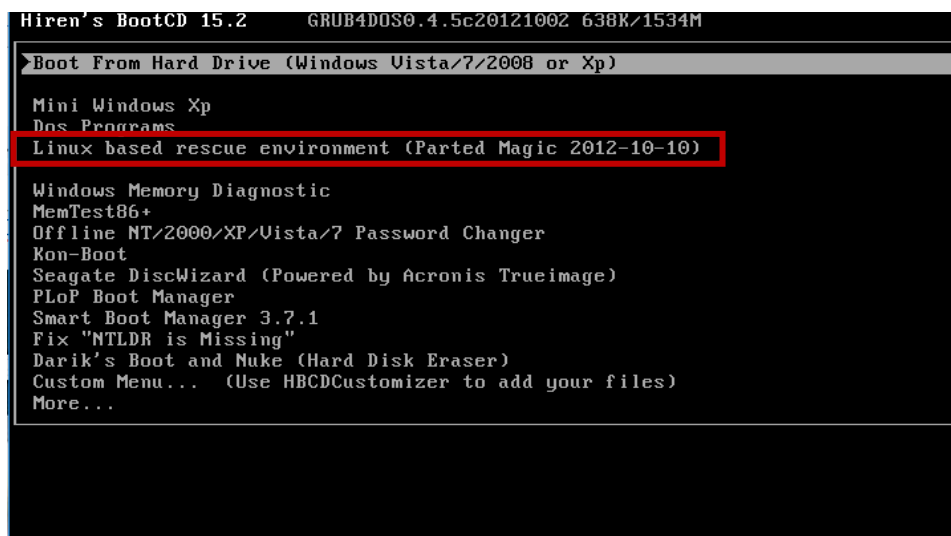 Hiren's BootCD 15.2 GRUB4DOS0.4.5c20121002 638K/1534M
Boot From Hard Drive (Windows Vista/7/2008 or Xp)
Mini Windows Xp
Dos Programs
Linux based rescue environment (Parted Magic 2012-10-10)
Windows Memory Diagnostic
MemTest86+
Offline NT/2000/XP/Vista/7 Password Changer
Kon-Boot
Seagate DiscWizard (Powered by Acronis Trueimage)
PLoP Boot Manager
Smart Boot Manager 3.7.1
Fix "NTLDR is Missing"
Darik's Boot and Nuke (Hard Disk Eraser)
Custom Menu... (Use HBCDCustomizer to add your files)
More...